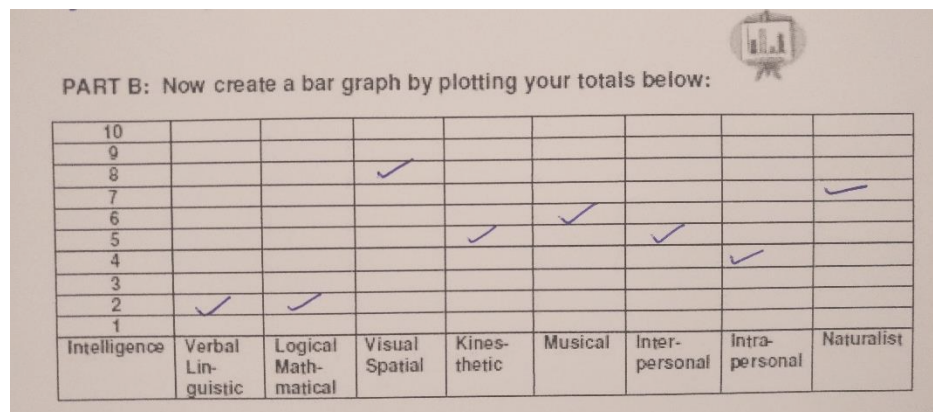 PART B: Now create a bar graph by plotting your totals below:
10
9
8 ✓
7 ✓
6 ✓
5 ✓ ✓
4 ✓
3
2 ✓ ✓
1
Intelligence Verbal Logical Visual Kines- Musical Inter- Intra- Naturalist
Lin- Math- Spatial thetic personal personal
guistic matical